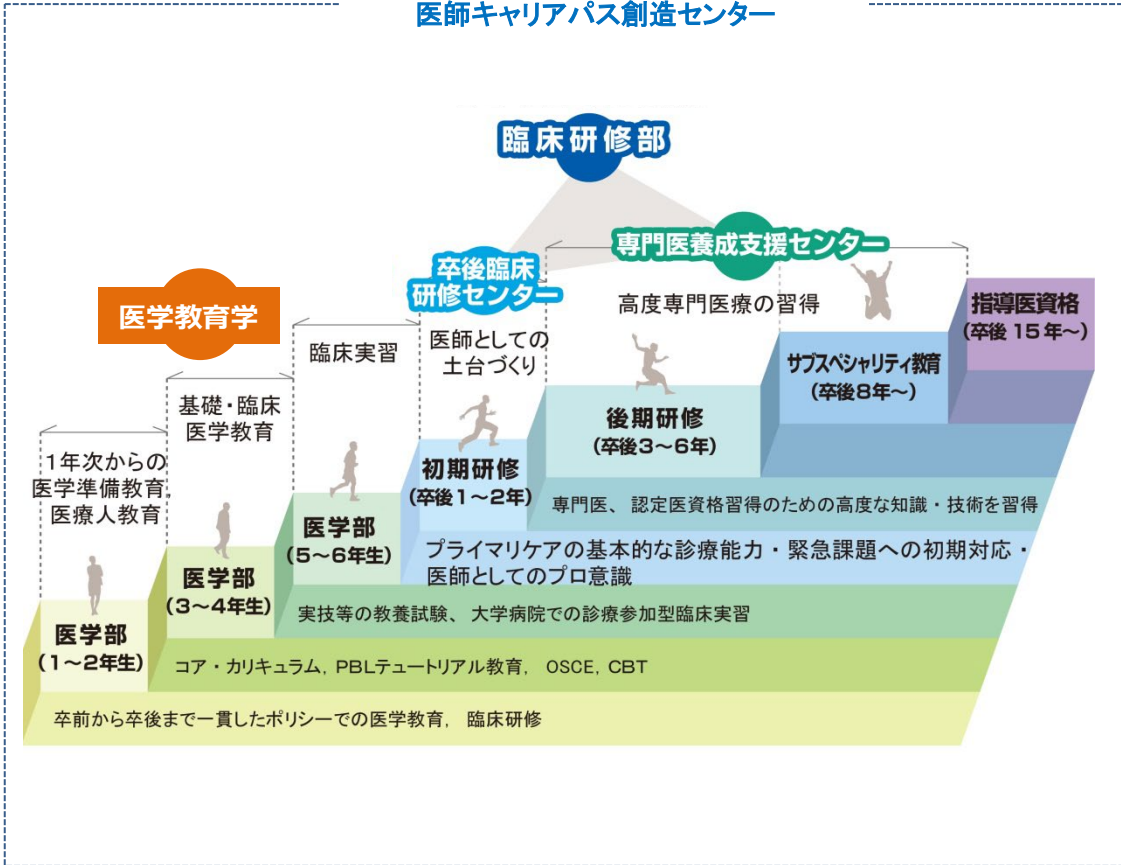 医師キャリアパス創造センター
臨床研修部
専門医養成支援センター
卒後臨床
研修センター
医学教育学
高度専門医療の習得
指導医資格
(卒後 15 年～)
臨床実習
医師としての
土台づくり
サブスペシャリティ教育
(卒後8年～)
基礎・臨床
医学教育
後期研修
(卒後3～6年)
1年次からの
医学準備教育,
医療人教育
初期研修
(卒後1～2年)
専門医、認定医資格習得のための高度な知識・技術を習得
医学部
(5～6年生)
プライマリケアの基本的な診療能力・緊急課題への初期対応・
医師としてのプロ意識
医学部
(3～4年生)
実技等の教養試験、大学病院での診療参加型臨床実習
医学部
(1～2年生)
コア・カリキュラム, PBLテュートリアル教育, OSCE, CBT
卒前から卒後まで一貫したポリシーでの医学教育, 臨床研修